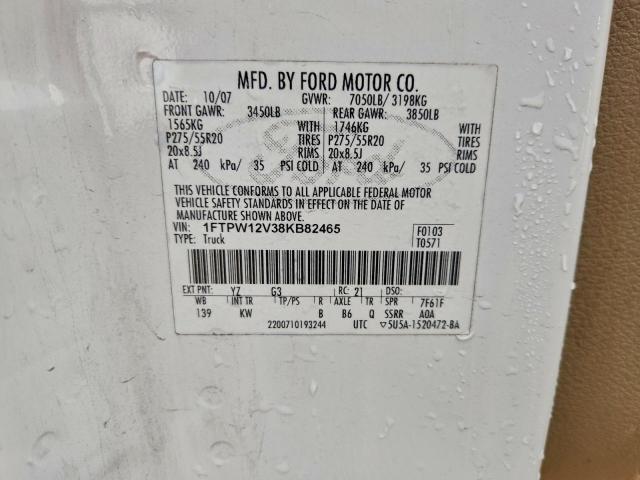 MFD. BY FORD MOTOR CO.
DATE: 10/07 GVWR: 7050LB/ 3198KG
FRONT GAWR: 3450LB REAR GAWR: 3850LB
1565KG 1746KG
P275/55R20 TIRES P275/55R20 TIRES
20x8.5J RIMS 20x8.5J RIMS
AT 240 kPa/ 35 PSI COLD AT 240 kPa/ 35 PSI COLD
THIS VEHICLE CONFORMS TO ALL APPLICABLE FEDERAL MOTOR
VEHICLE SAFETY STANDARDS IN EFFECT ON THE DATE OF
MANUFACTURE SHOWN ABOVE.
VIN: 1FTPW12V38KB82465 F0103
TYPE: Truck T0571
Ford
EXT PNT: YZ G3 RC: 21 DSO:
WB INT TR TP/PS R AXLE TR SPR 7F61F
139 KW B B6 Q SSRR AOA
2200710193244 UTC ▽5U5A-1520472-BA